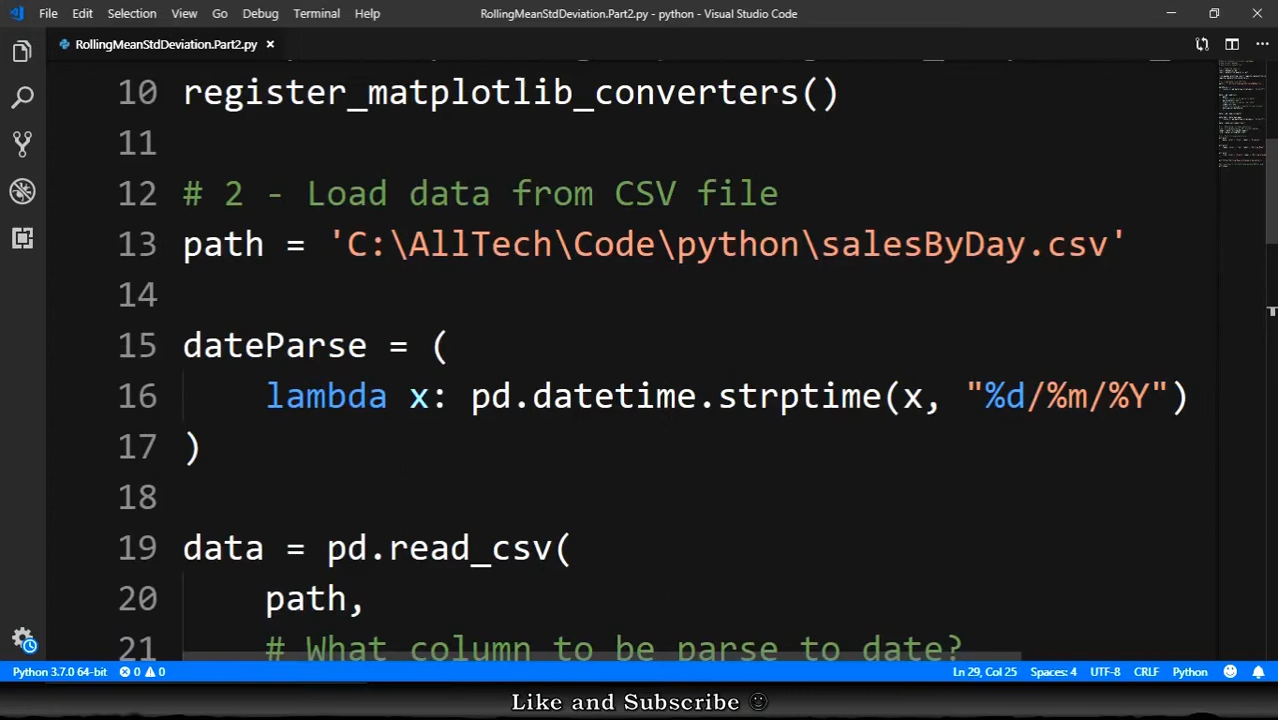 File Edit Selection View Go Debug Terminal Help RollingMeanStdDeviation.Part2.py - python - Visual Studio Code
RollingMeanStdDeviation.Part2.py ×
10 register_matplotlib_converters()
11
12 # 2 - Load data from CSV file
13 path = 'C:\AllTech\Code\python\salesByDay.csv'
14
15 dateParse = (
16 lambda x: pd.datetime.strptime(x, "%d/%m/%Y")
17 )
18
19 data = pd.read_csv(
20 path,
21 # What column to be parse to date?
Python 3.7.0 64-bit 0 0 Ln 29, Col 25 Spaces: 4 UTF-8 CRLF Python
Like and Subscribe ☺